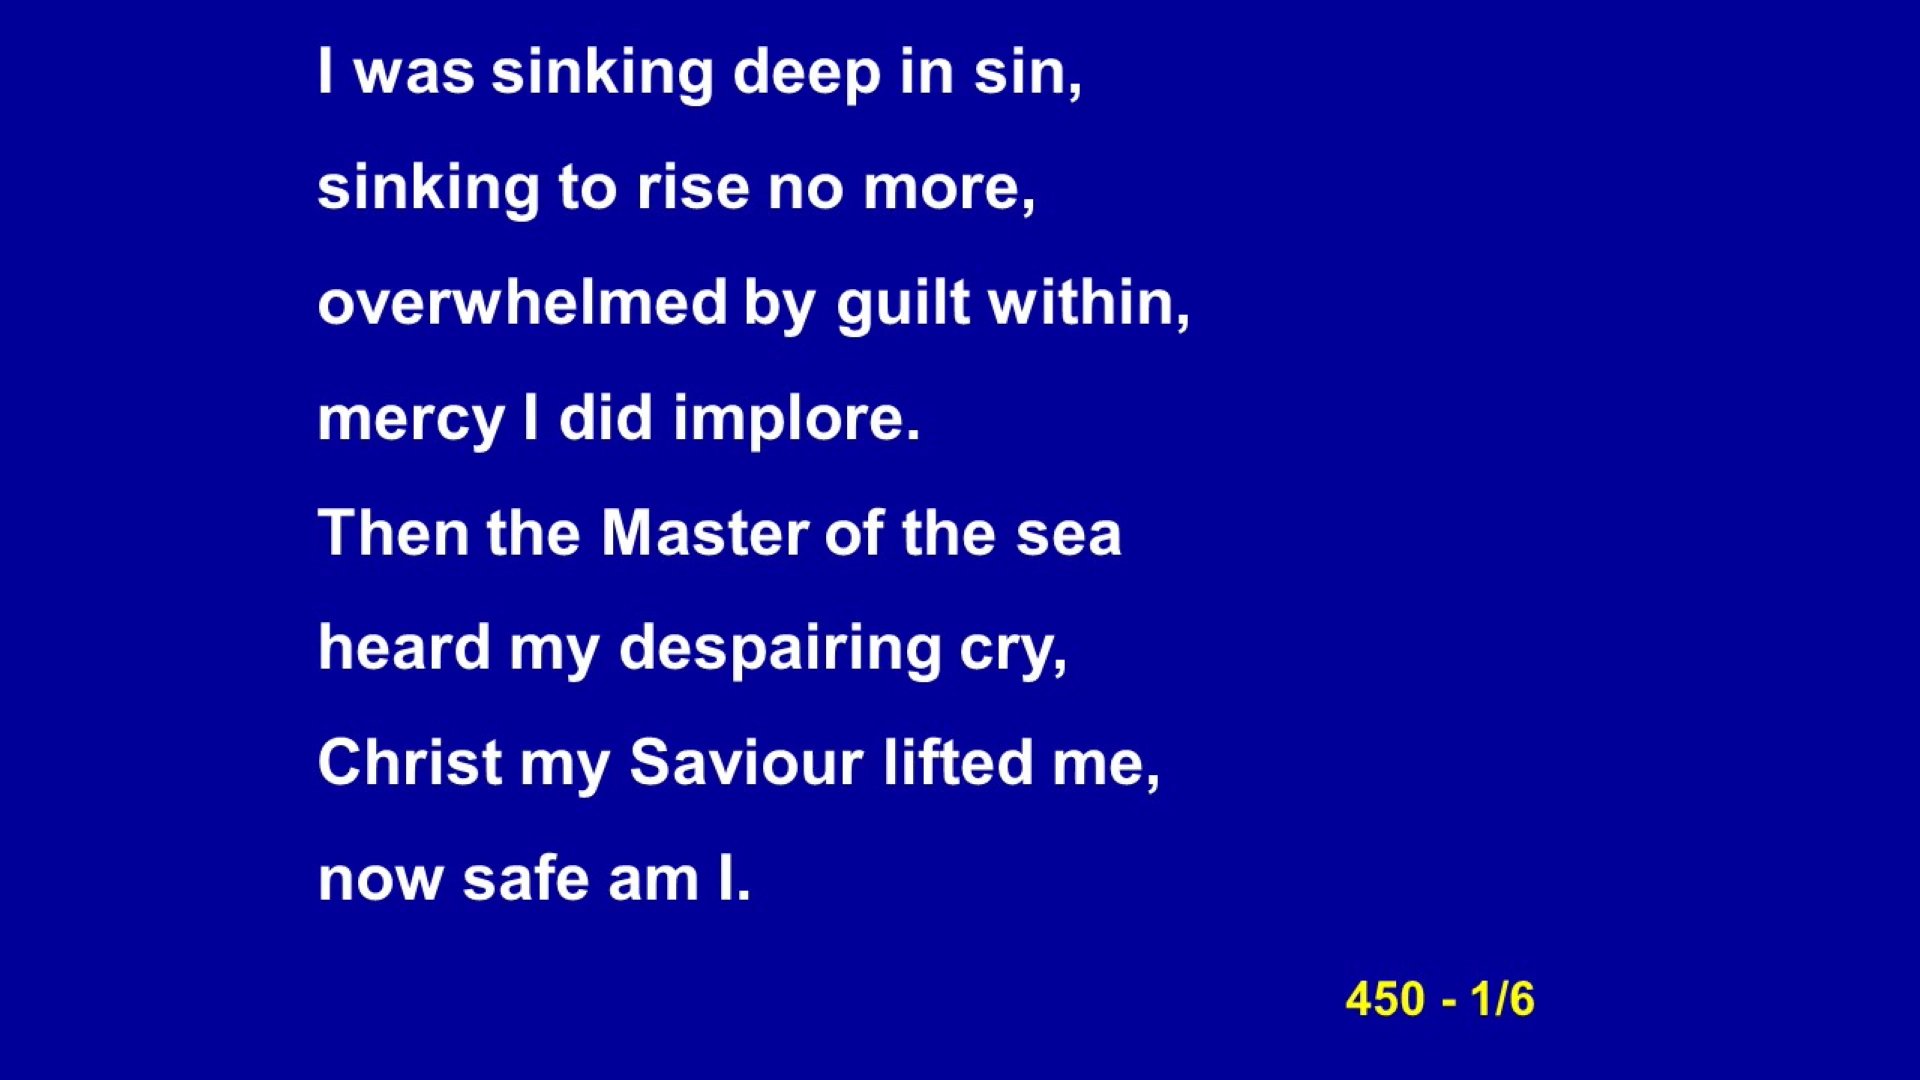 I was sinking deep in sin,
sinking to rise no more,
overwhelmed by guilt within,
mercy I did implore.
Then the Master of the sea
heard my despairing cry,
Christ my Saviour lifted me,
now safe am I.
450 - 1/6